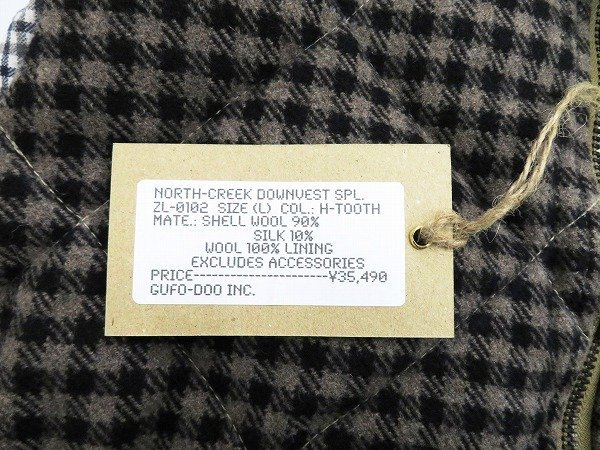 NORTH-CREEK DOWNVEST SPL.
ZL-0102 SIZE (L) COL.: H-TOOTH
MATE.: SHELL WOOL 90%
SILK 10%
WOOL 100% LINING
EXCLUDES ACCESSORIES
PRICE----------------------¥35,490
GUFO-DOO INC.